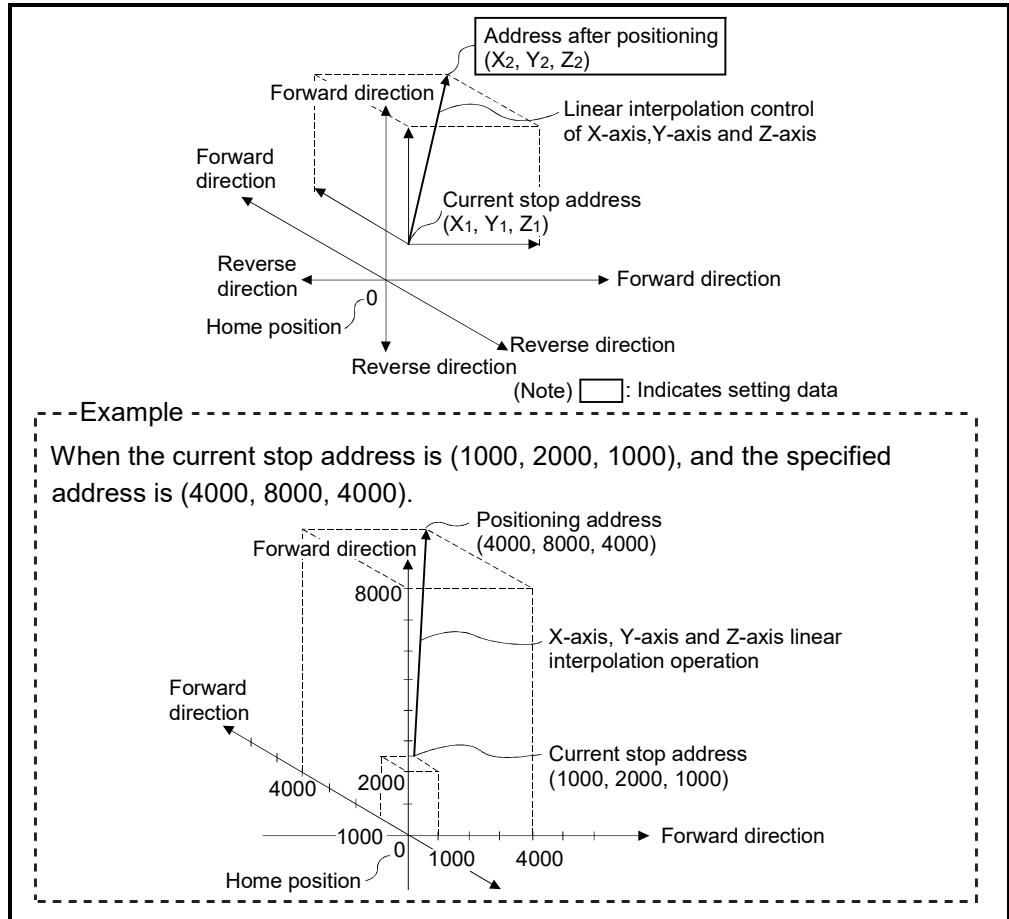 Address after positioning
(X2, Y2, Z2)
Forward direction
Linear interpolation control
of X-axis,Y-axis and Z-axis
Forward
direction
Current stop address
(X1, Y1, Z1)
Reverse
direction
Forward direction
0
Home position
Reverse direction
Reverse direction
(Note) : Indicates setting data
Example
When the current stop address is (1000, 2000, 1000), and the specified
address is (4000, 8000, 4000).
Positioning address
(4000, 8000, 4000)
Forward direction
8000
X-axis, Y-axis and Z-axis linear
interpolation operation
Forward
direction
Current stop address
(1000, 2000, 1000)
4000
2000
1000
Forward direction
0
1000
4000
Home position